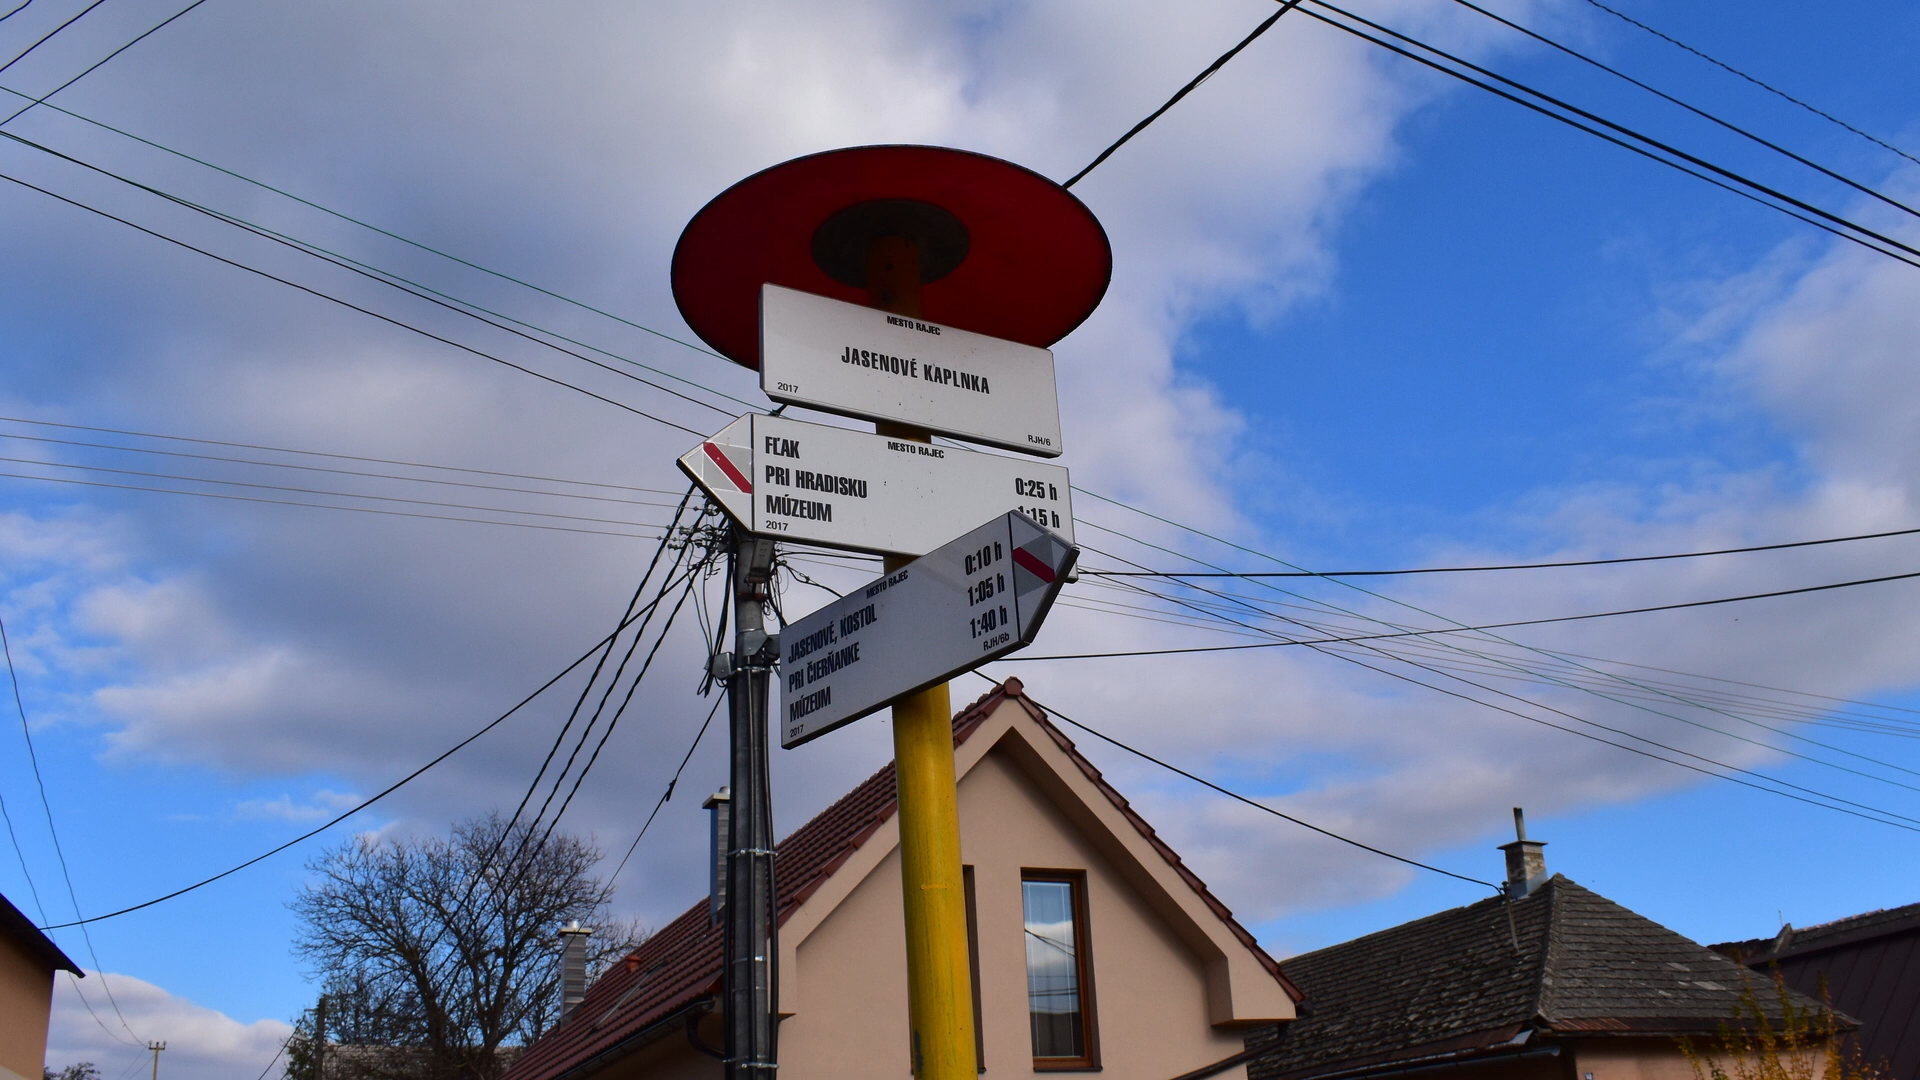 MESTO RAJEC
JASENOVÉ KAPLNKA
2017
RJH/6
MESTO RAJEC
FĽAK 0:25 h
PRI HRADISKU 1:15 h
MÚZEUM
2017
MESTO RAJEC
JASENOVÉ, KOSTOL 0:10 h
PRI ČIERŇANKE 1:05 h
MÚZEUM 1:40 h
RJH/6b
2017